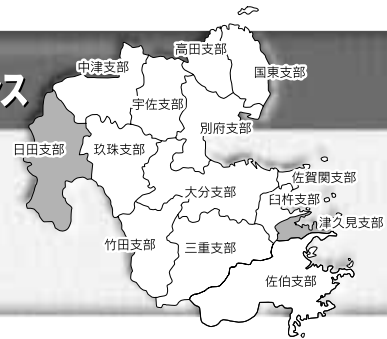 高田支部
中津支部
国東支部
ンス
宇佐支部
別府支部
日田支部
玖珠支部
佐賀関支部
大分支部
臼杵支部
津久見支部
竹田支部
三重支部
佐伯支部